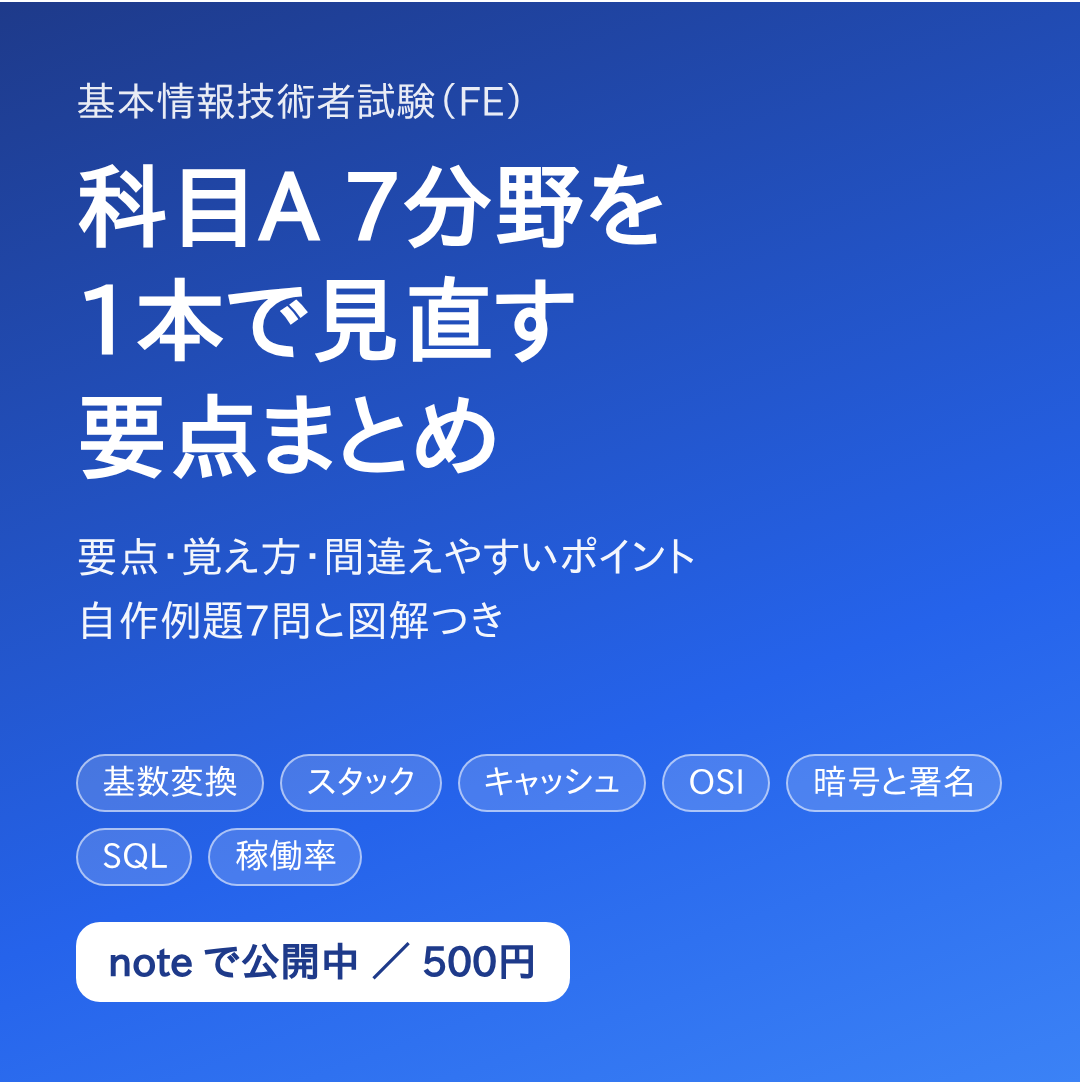 基本情報技術者試験（FE）
科目A 7分野を
1本で見直す
要点まとめ
要点・覚え方・間違えやすいポイント
自作例題7問と図解つき
基数変換 スタック キャッシュ OSI 暗号と署名
SQL 稼働率
note で公開中 ／ 500円